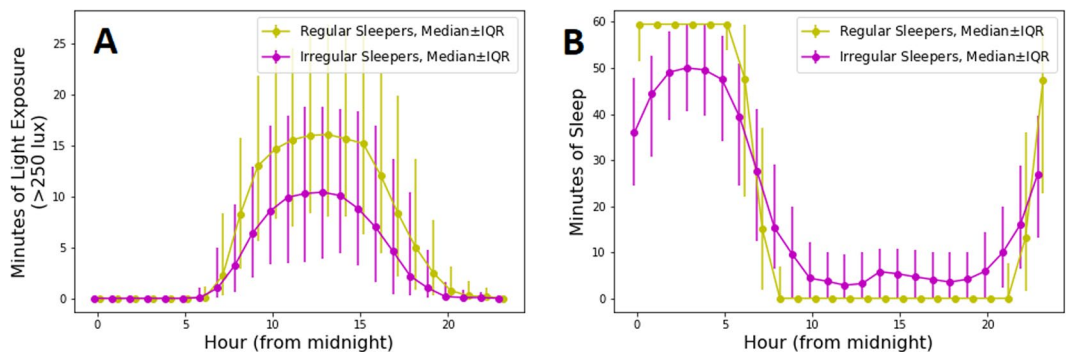 A
Regular Sleepers, Median±IQR
Irregular Sleepers, Median±IQR
Minutes of Light Exposure
(>250 lux)
25
20
15
10
5
0
0 5 10 15 20
Hour (from midnight)
B
Regular Sleepers, Median±IQR
Irregular Sleepers, Median±IQR
Minutes of Sleep
60
50
40
30
20
10
0
0 5 10 15 20
Hour (from midnight)